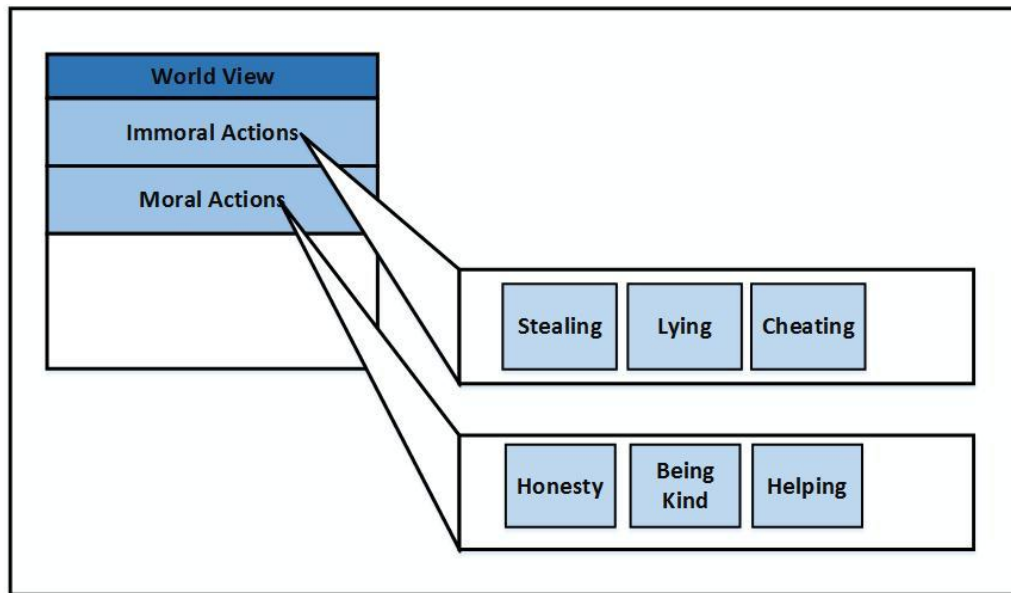 World View
Immoral Actions
Moral Actions
Stealing
Lying
Cheating
Honesty
Being
Kind
Helping